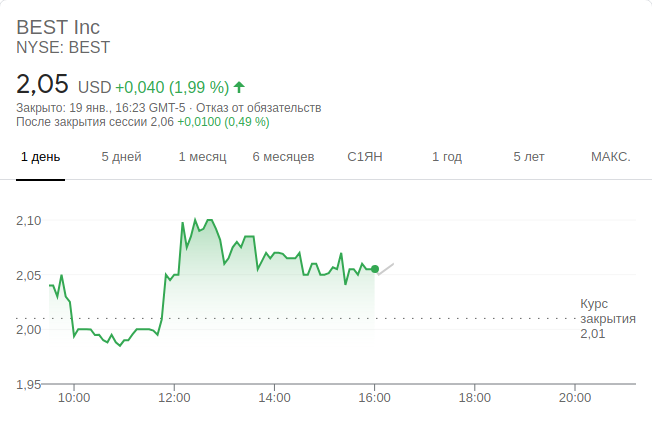 BEST Inc
NYSE: BEST
2,05 USD +0,040 (1,99 %)
Закрыто: 19 янв., 16:23 GMT-5 · Отказ от обязательств
После закрытия сессии 2,06 +0,0100 (0,49 %)
1 день 5 дней 1 месяц 6 месяцев С1ЯН 1 год 5 лет МАКС.
2,10
2,05
2,00
1,95
Курс
закрытия
2,01
10:00 12:00 14:00 16:00 18:00 20:00